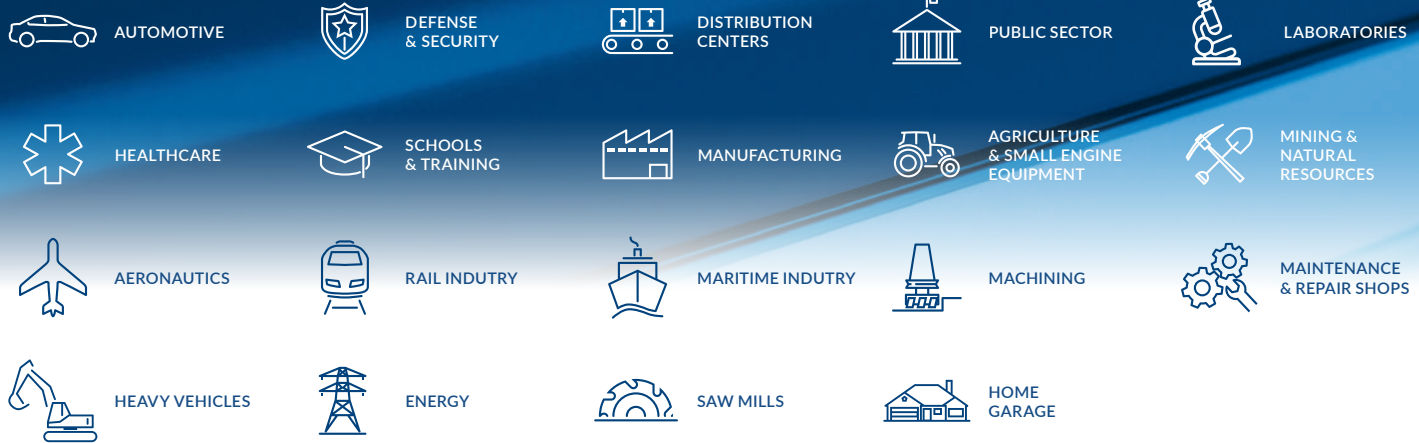 AUTOMOTIVE
DEFENSE
& SECURITY
DISTRIBUTION
CENTERS
PUBLIC SECTOR
LABORATORIES
HEALTHCARE
SCHOOLS
& TRAINING
MANUFACTURING
AGRICULTURE
& SMALL ENGINE
EQUIPMENT
MINING &
NATURAL
RESOURCES
AERONAUTICS
RAIL INDUTRY
MARITIME INDUTRY
MACHINING
MAINTENANCE
& REPAIR SHOPS
HEAVY VEHICLES
ENERGY
SAW MILLS
HOME
GARAGE